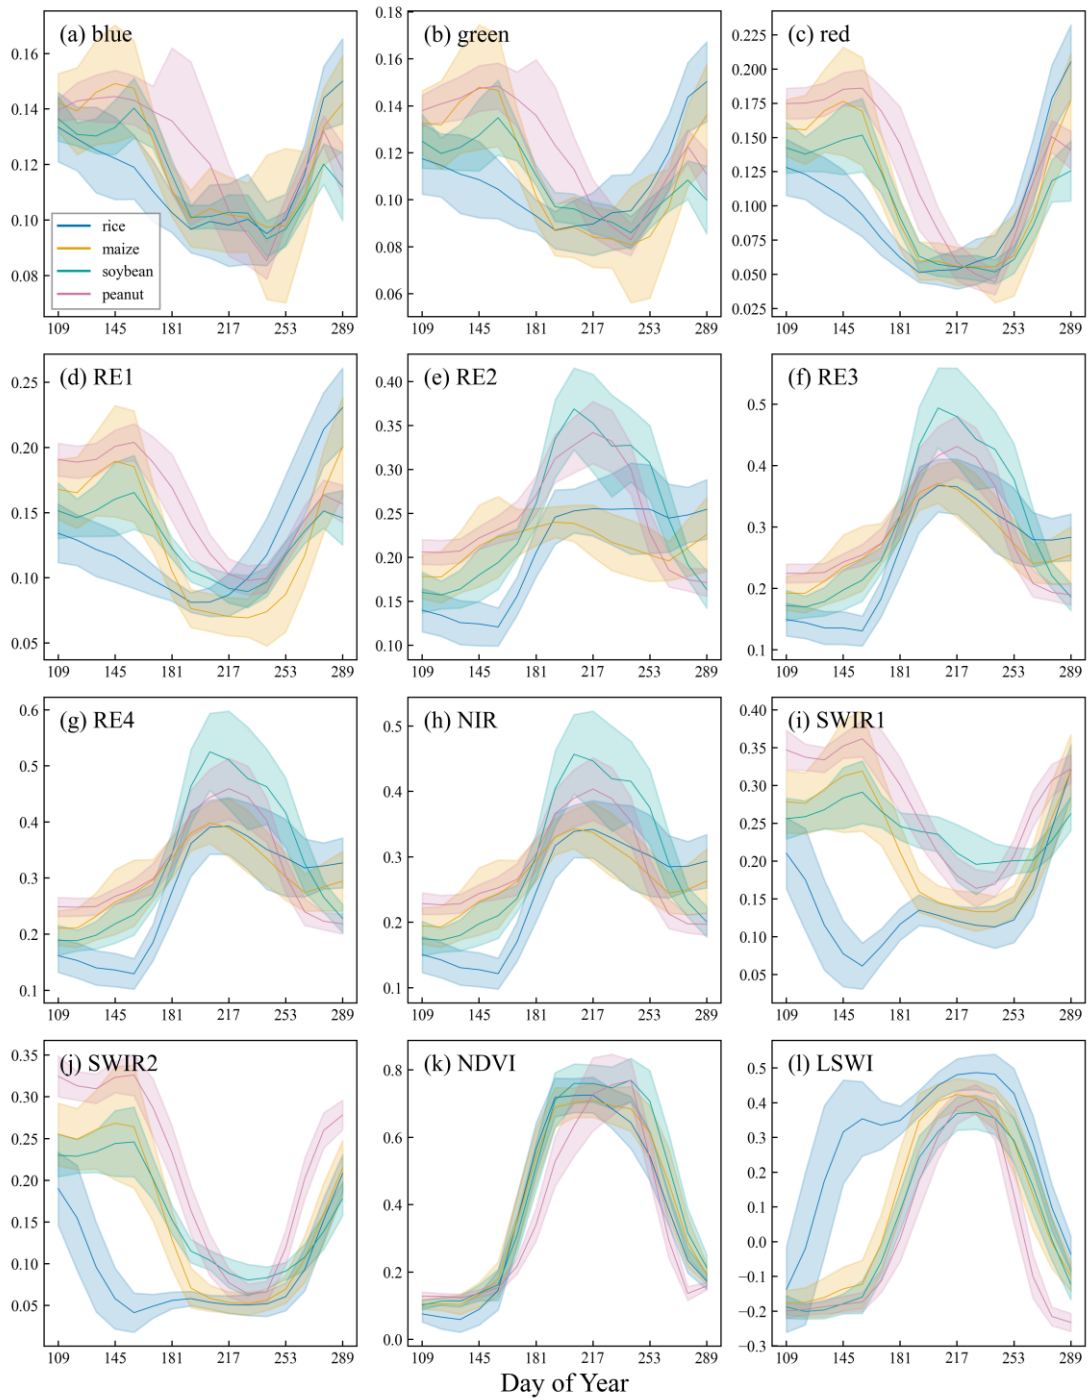 (a) blue
0.16
0.14
0.12
0.10
0.08
rice
maize
soybean
peanut
109 145 181 217 253 289
(b) green
0.18
0.16
0.14
0.12
0.10
0.08
0.06
109 145 181 217 253 289
(c) red
0.225
0.200
0.175
0.150
0.125
0.100
0.075
0.050
0.025
109 145 181 217 253 289
(d) RE1
0.25
0.20
0.15
0.10
0.05
109 145 181 217 253 289
(e) RE2
0.40
0.35
0.30
0.25
0.20
0.15
0.10
109 145 181 217 253 289
(f) RE3
0.5
0.4
0.3
0.2
0.1
109 145 181 217 253 289
(g) RE4
0.6
0.5
0.4
0.3
0.2
0.1
109 145 181 217 253 289
(h) NIR
0.5
0.4
0.3
0.2
0.1
109 145 181 217 253 289
(i) SWIR1
0.40
0.35
0.30
0.25
0.20
0.15
0.10
0.05
109 145 181 217 253 289
(j) SWIR2
0.35
0.30
0.25
0.20
0.15
0.10
0.05
109 145 181 217 253 289
(k) NDVI
0.8
0.6
0.4
0.2
0.0
109 145 181 217 253 289
(l) LSWI
0.5
0.4
0.3
0.2
0.1
0.0
−0.1
−0.2
−0.3
109 145 181 217 253 289
Day of Year